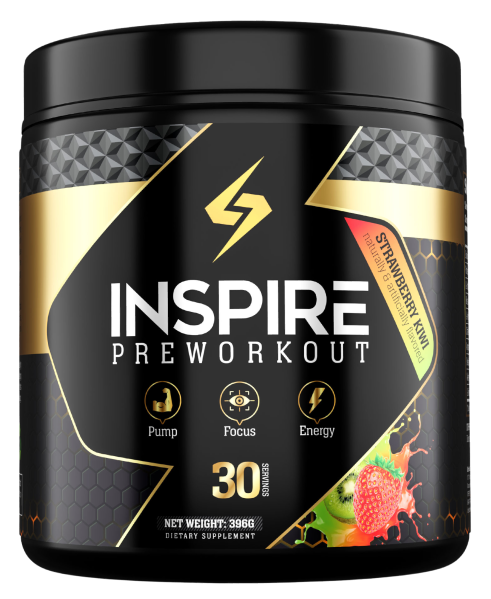 INSPIRE
PREWORKOUT
STRAWBERRY KIWI
naturally & artificially flavored
Pump
Focus
Energy
30
SERVINGS
NET WEIGHT: 396G
DIETARY SUPPLEMENT